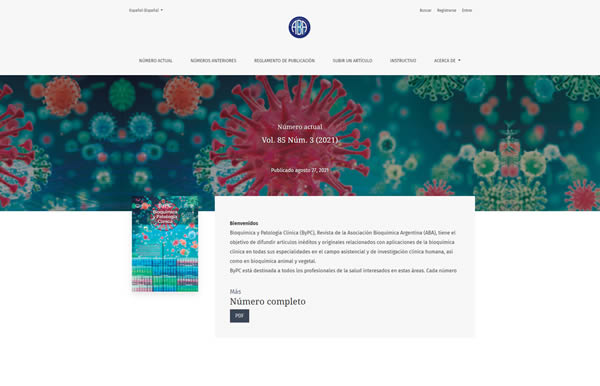 Español (España)
Buscar Registrarse Entrar
ABA
NÚMERO ACTUAL NÚMEROS ANTERIORES REGLAMENTO DE PUBLICACIÓN SUBIR UN ARTÍCULO INSTRUCTIVO ACERCA DE
Número actual
Vol. 85 Núm. 3 (2021)
Publicado agosto 27, 2021
ByPC
Bioquímica
y Patología
Clínica
Bienvenidos
Bioquímica y Patología Clínica (ByPC), Revista de la Asociación Bioquímica Argentina (ABA), tiene el
objetivo de difundir artículos inéditos y originales relacionados con aplicaciones de la bioquímica
clínica en todas sus especialidades en el campo asistencial y de investigación clínica humana, así
como en bioquímica animal y vegetal.
ByPC está destinada a todos los profesionales de la salud interesados en estas áreas. Cada número
Más
Número completo
PDF